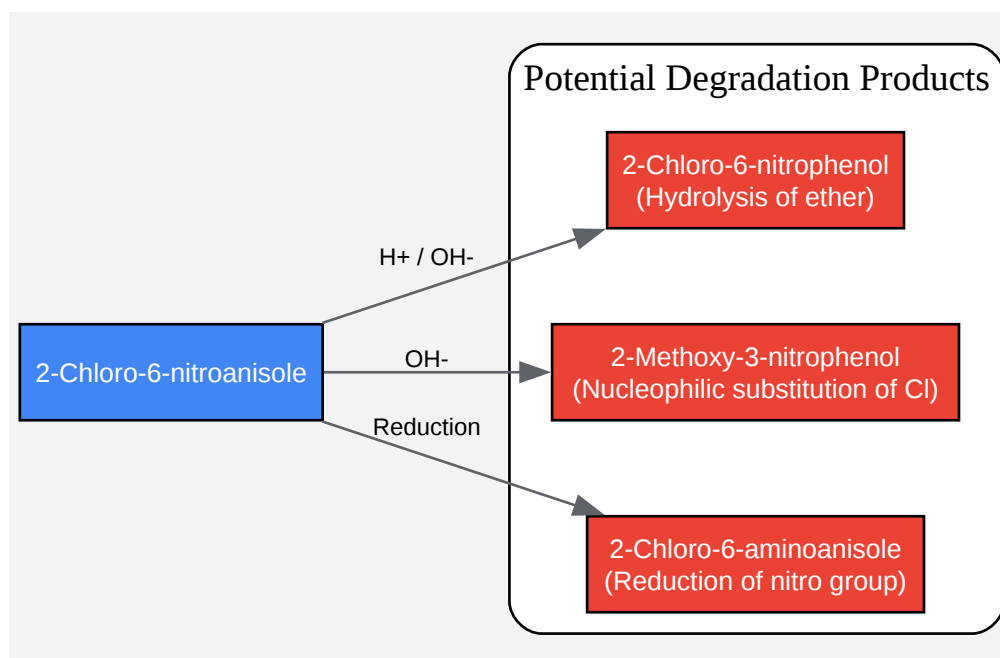 Potential Degradation Products
2-Chloro-6-nitrophenol
(Hydrolysis of ether)
H+ / OH-
2-Chloro-6-nitroanisole
OH-
2-Methoxy-3-nitrophenol
(Nucleophilic substitution of Cl)
Reduction
2-Chloro-6-aminoanisole
(Reduction of nitro group)